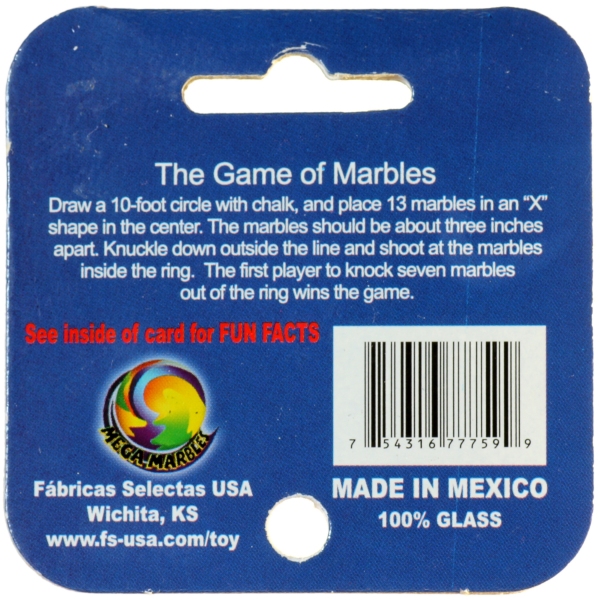 The Game of Marbles
Draw a 10-foot circle with chalk, and place 13 marbles in an “X”
shape in the center. The marbles should be about three inches
apart. Knuckle down outside the line and shoot at the marbles
inside the ring. The first player to knock seven marbles
out of the ring wins the game.
See inside of card for FUN FACTS
MEGA-MARBLES
Fábricas Selectas USA
Wichita, KS
www.fs-usa.com/toy
7 54316 77759 9
MADE IN MEXICO
100% GLASS